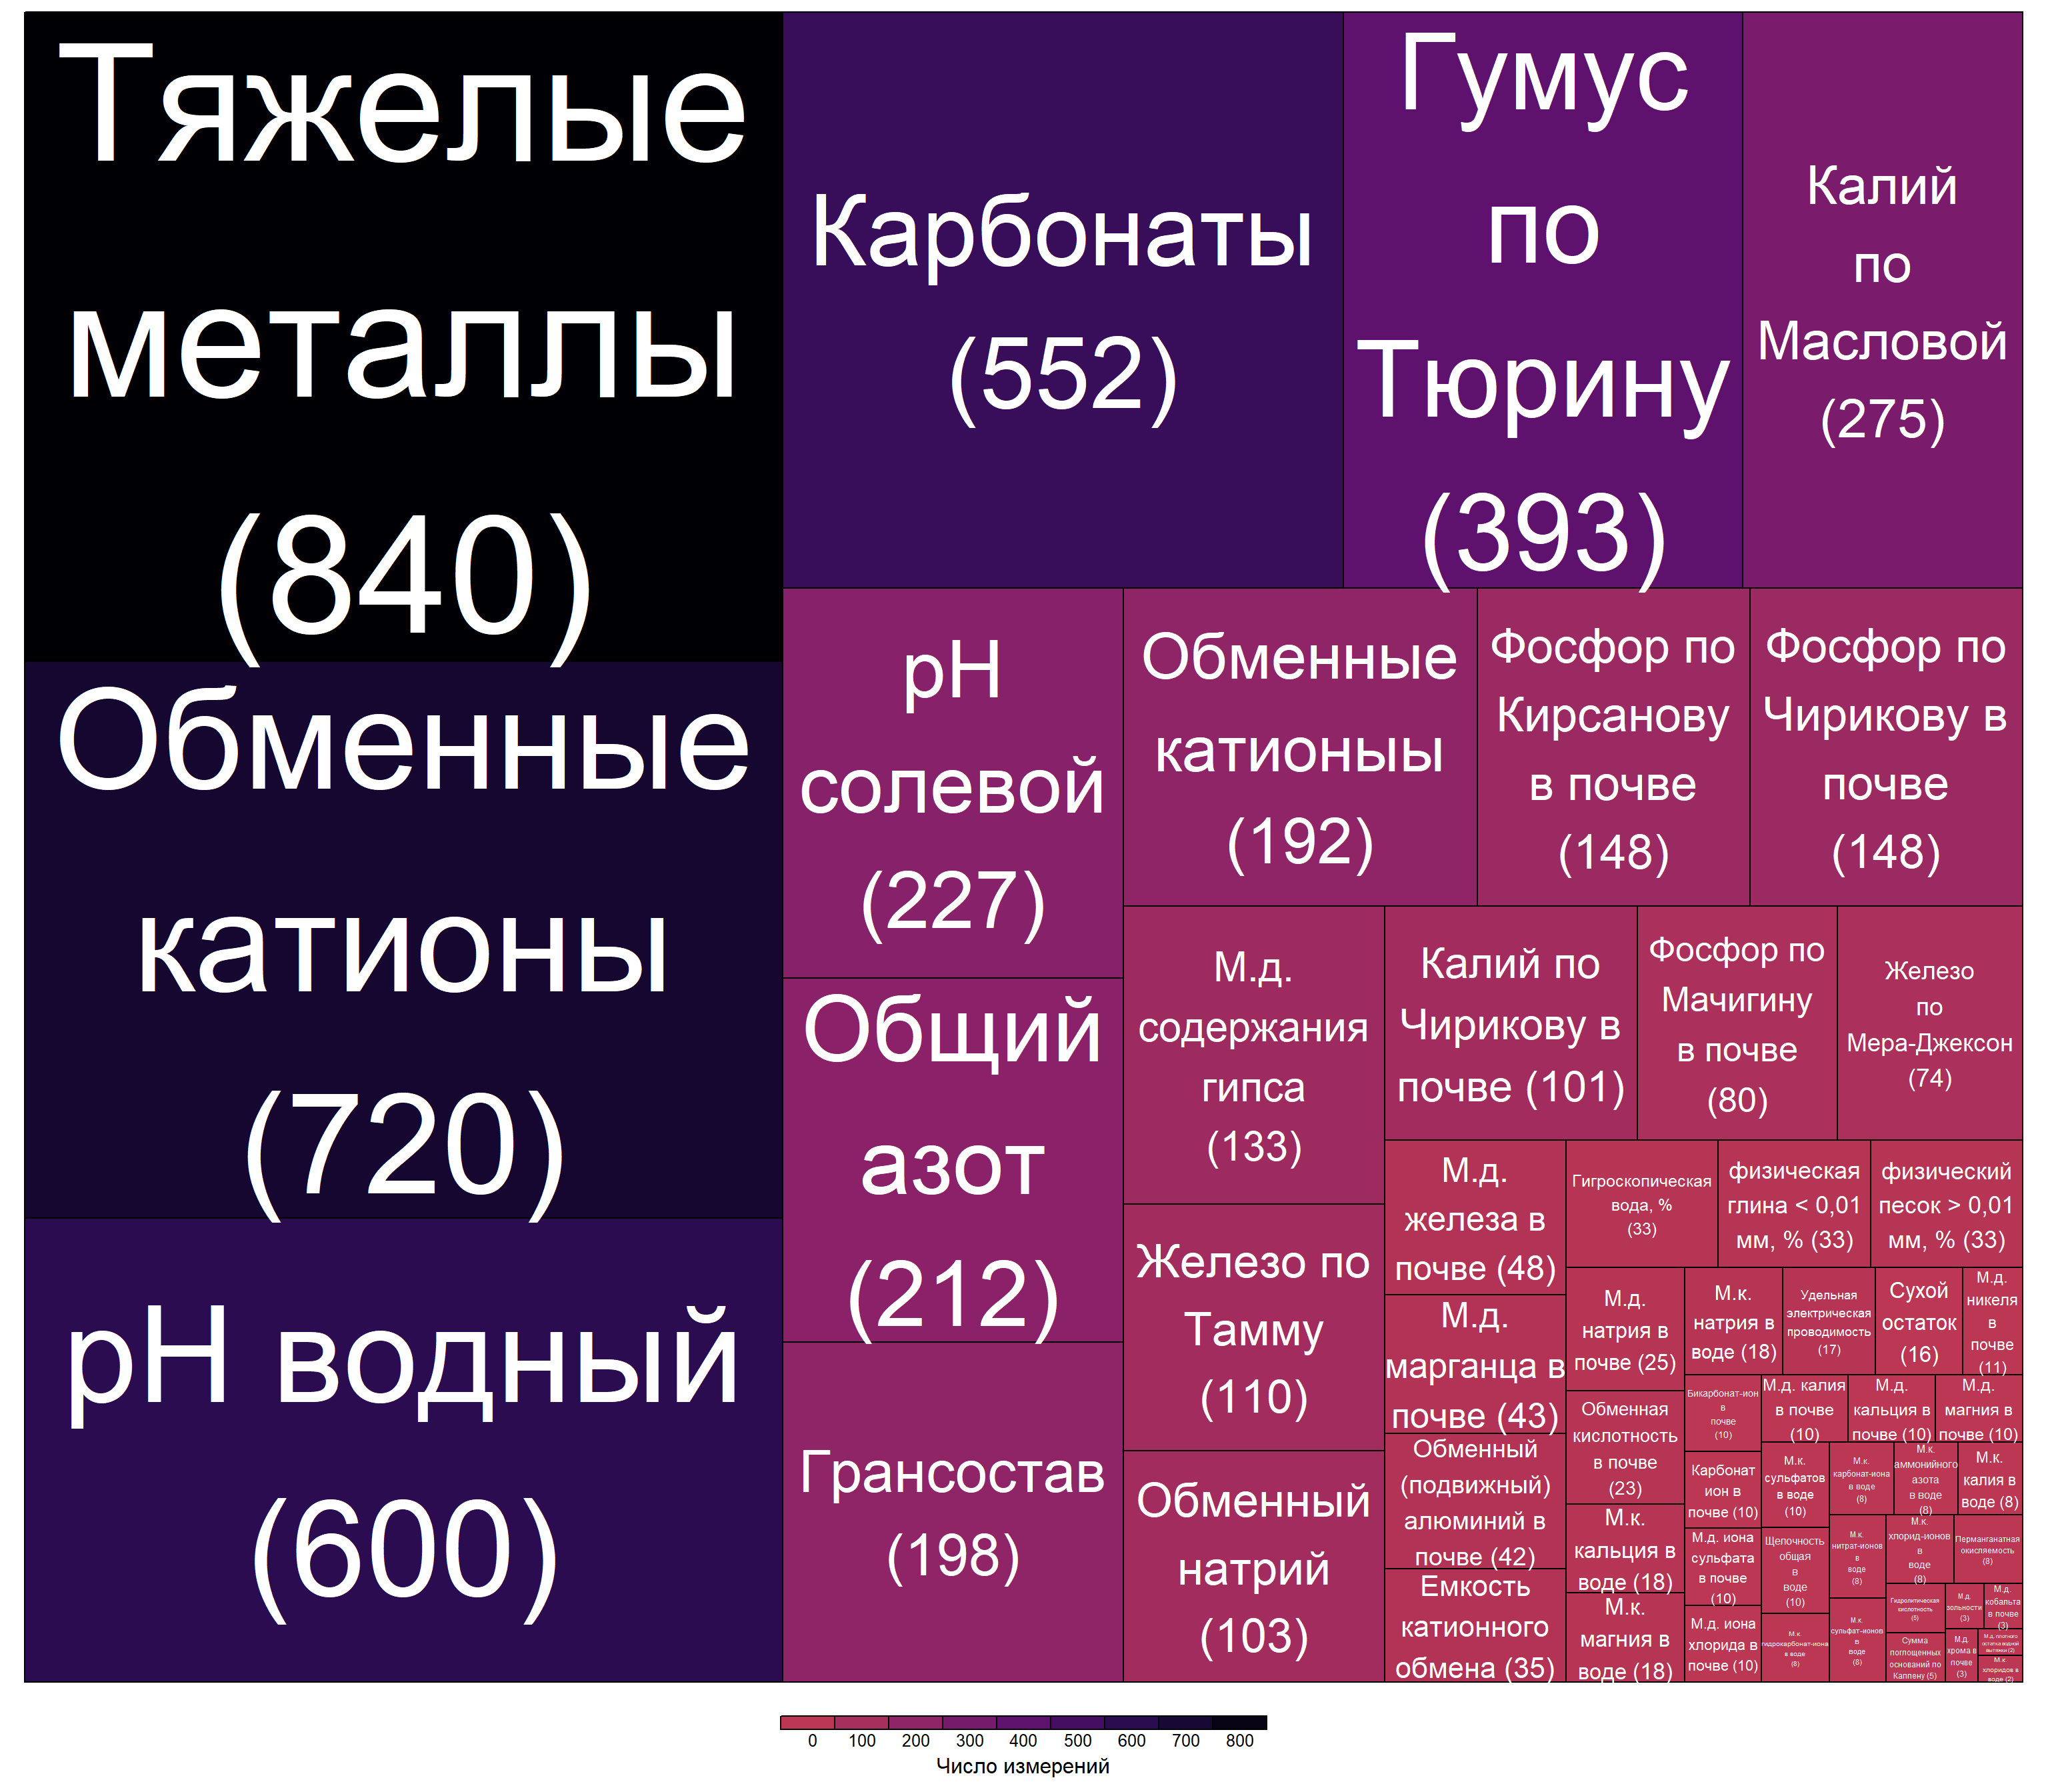 Тяжелые
металлы
(840)
Обменные
катионы
(720)
pH водный
(600)
Карбонаты
(552)
Гумус
по
Тюрину
(393)
Калий
по
Масловой
(275)
pH
солевой
(227)
Общий
азот
(212)
Грансостав
(198)
Обменные
катионыы
(192)
Фосфор по
Кирсанову
в почве
(148)
Фосфор по
Чирикову в
почве
(148)
М.д.
содержания
гипса
(133)
Железо по
Тамму
(110)
Обменный
натрий
(103)
Калий по
Чирикову в
почве (101)
Фосфор по
Мачигину
в почве
(80)
Железо
по
Мера-Джексон
(74)
М.д.
железа в
почве (48)
М.д.
марганца в
почве (43)
Обменный
(подвижный)
алюминий в
почве (42)
Емкость
катионного
обмена (35)
Гигроскопическая
вода, %
(33)
физическая
глина < 0,01
мм, % (33)
физический
песок > 0,01
мм, % (33)
М.д.
натрия в
почве (25)
Обменная
кислотность
в почве
(23)
М.к.
кальция в
воде (18)
М.к.
магния в
воде (18)
М.к.
натрия в
воде (18)
Удельная
электрическая
проводимость
(17)
Сухой
остаток
(16)
М.д.
никеля
в
почве
(11)
Бикарбонат-ион
в
почве
(10)
Карбонат
ион в
почве (10)
М.д. иона
сульфата
в почве
(10)
М.д. иона
хлорида в
почве (10)
М.д. калия
в почве
(10)
М.д.
кальция в
почве (10)
М.д.
магния в
почве (10)
М.к.
сульфатов
в воде
(10)
Щелочность
общая
в
воде
(10)
М.к.
гидрокарбонат-иона
в воде
(8)
М.к.
карбонат-иона
в воде
(8)
М.к.
аммонийного
азота
в воде
(8)
М.к.
калия в
воде (8)
М.к.
нитрат-ионов
в
воде
(8)
М.к.
сульфат-ионов
в
воде
(8)
М.к.
хлорид-ионов
в
воде
(8)
Перманганатная
окисляемость
(8)
Гидролитическая
кислотность
(5)
Сумма
поглощенных
оснований по
Каппену (5)
М.д.
зольности
(3)
М.д.
кобальта
в почве
(3)
М.д.
хрома в
почве
(3)
М.д. плотного
остатка водной
вытяжки (2)
М.к.
хлоридов в
воде (2)
0 100 200 300 400 500 600 700 800
Число измерений